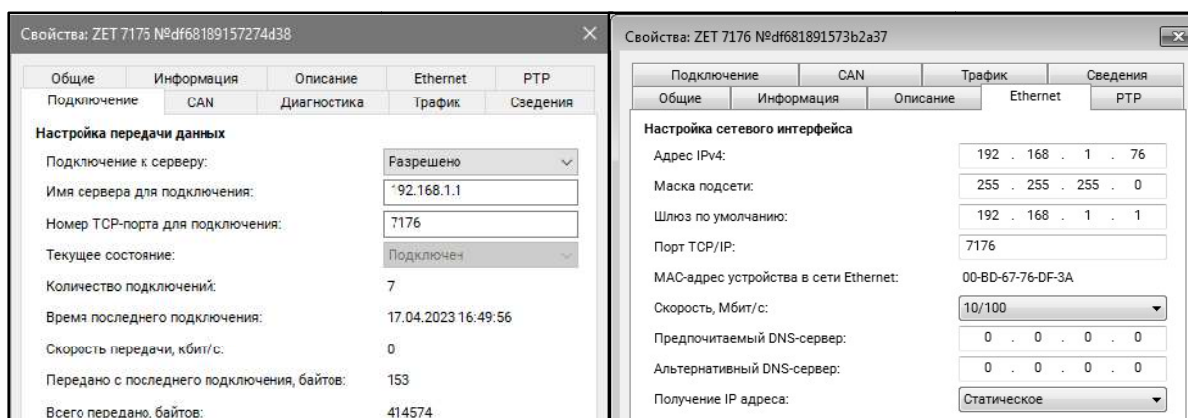 Свойства: ZET 7176 №df68189157274d38
Общие Информация Описание Ethernet PTP
Подключение CAN Диагностика Трафик Сведения
Настройка передачи данных
Подключение к серверу: Разрешено
Имя сервера для подключения: 192.168.1.1
Номер TCP-порта для подключения: 7176
Текущее состояние: Подключен
Количество подключений: 7
Время последнего подключения: 17.04.2023 16:49:56
Скорость передачи, кбит/с: 0
Передано с последнего подключения, байтов: 153
Всего передано, байтов: 414574
Свойства: ZET 7176 №df681891573b2a37
Подключение CAN Трафик Сведения
Общие Информация Описание Ethernet PTP
Настройка сетевого интерфейса
Адрес IPv4: 192 . 168 . 1 . 76
Маска подсети: 255 . 255 . 255 . 0
Шлюз по умолчанию: 192 . 168 . 1 . 1
Порт TCP/IP: 7176
MAC-адрес устройства в сети Ethernet: 00-BD-67-76-DF-3A
Скорость, Мбит/с: 10/100
Предпочитаемый DNS-сервер: 0 . 0 . 0 . 0
Альтернативный DNS-сервер: 0 . 0 . 0 . 0
Получение IP адреса: Статическое